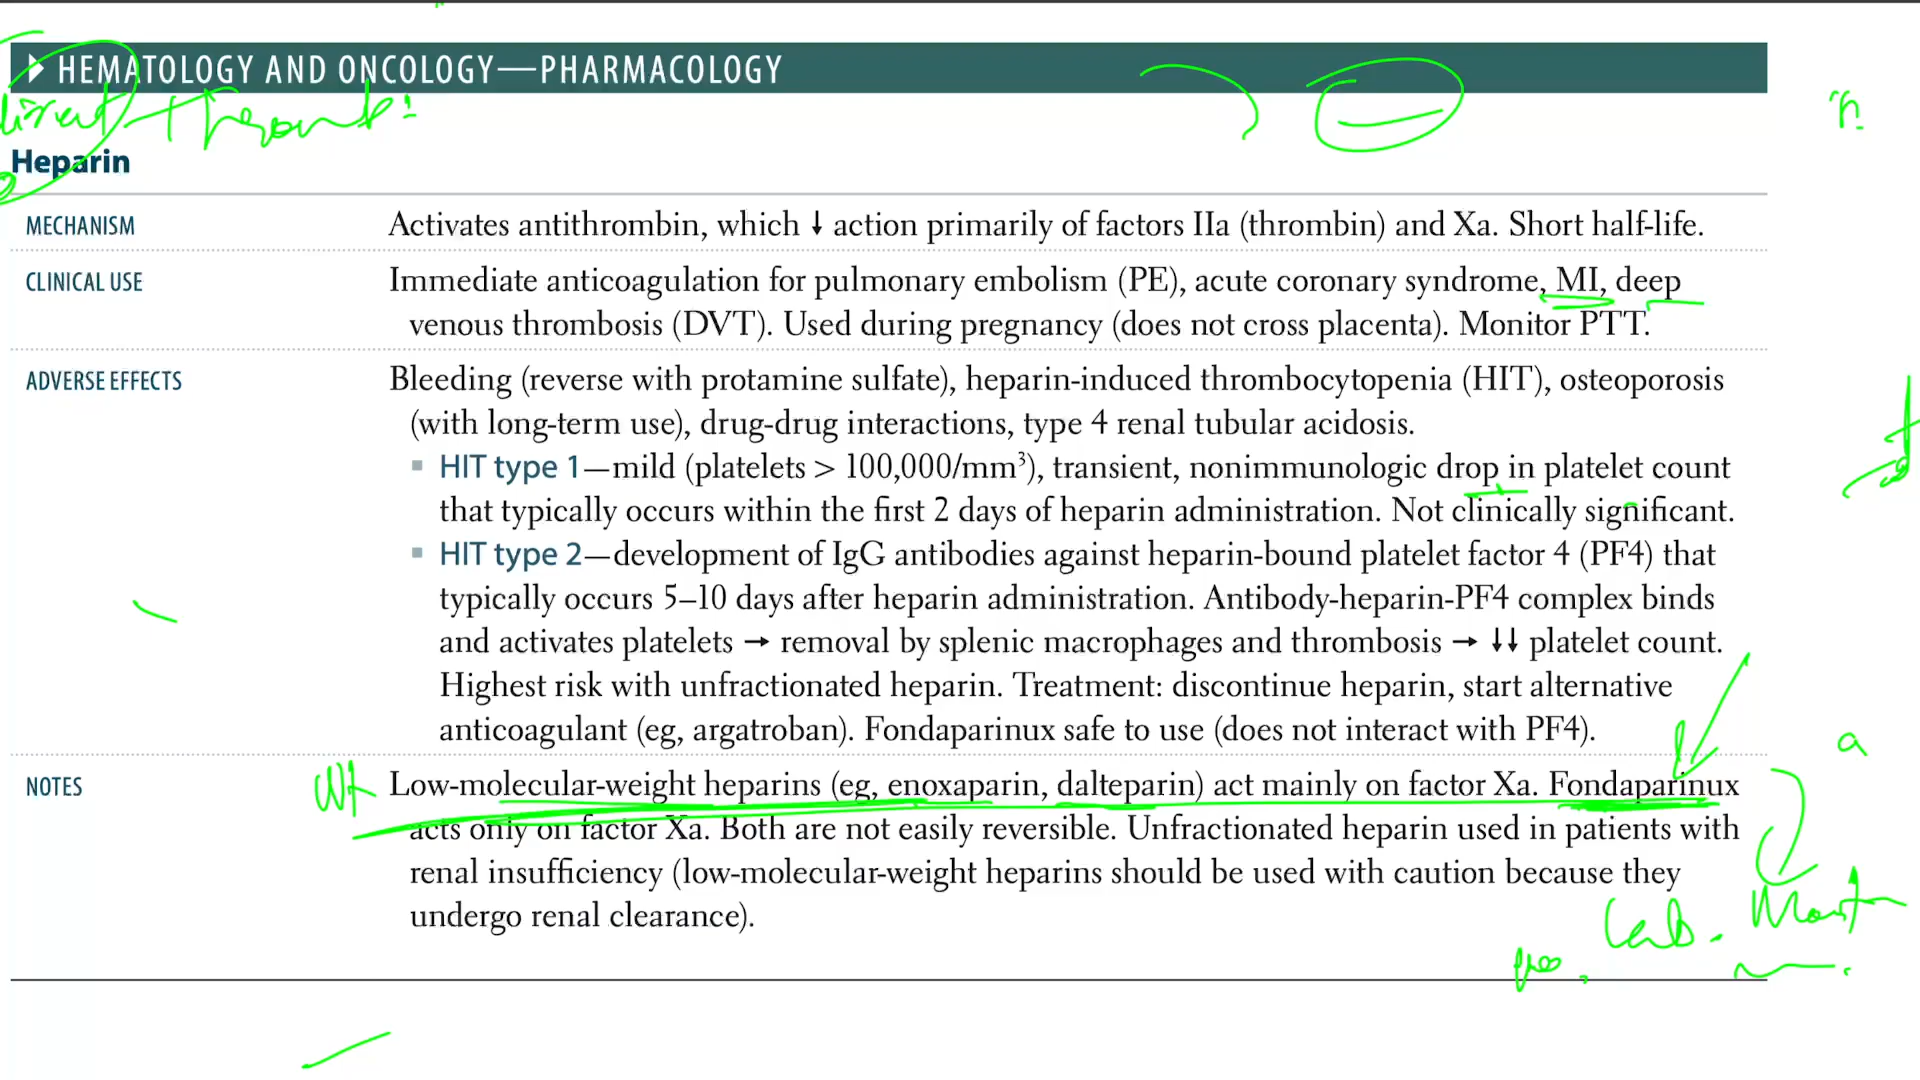 HEMATOLOGY AND ONCOLOGY—PHARMACOLOGY
Heparin
MECHANISM Activates antithrombin, which ↓ action primarily of factors IIa (thrombin) and Xa. Short half-life.
CLINICAL USE Immediate anticoagulation for pulmonary embolism (PE), acute coronary syndrome, MI, deep
venous thrombosis (DVT). Used during pregnancy (does not cross placenta). Monitor PTT.
ADVERSE EFFECTS Bleeding (reverse with protamine sulfate), heparin-induced thrombocytopenia (HIT), osteoporosis
(with long-term use), drug-drug interactions, type 4 renal tubular acidosis.
▪ HIT type 1—mild (platelets > 100,000/mm³), transient, nonimmunologic drop in platelet count
that typically occurs within the first 2 days of heparin administration. Not clinically significant.
▪ HIT type 2—development of IgG antibodies against heparin-bound platelet factor 4 (PF4) that
typically occurs 5–10 days after heparin administration. Antibody-heparin-PF4 complex binds
and activates platelets → removal by splenic macrophages and thrombosis → ↓↓ platelet count.
Highest risk with unfractionated heparin. Treatment: discontinue heparin, start alternative
anticoagulant (eg, argatroban). Fondaparinux safe to use (does not interact with PF4).
a
NOTES Low-molecular-weight heparins (eg, enoxaparin, dalteparin) act mainly on factor Xa. Fondaparinux
acts only on factor Xa. Both are not easily reversible. Unfractionated heparin used in patients with
renal insufficiency (low-molecular-weight heparins should be used with caution because they
undergo renal clearance).
Lab.